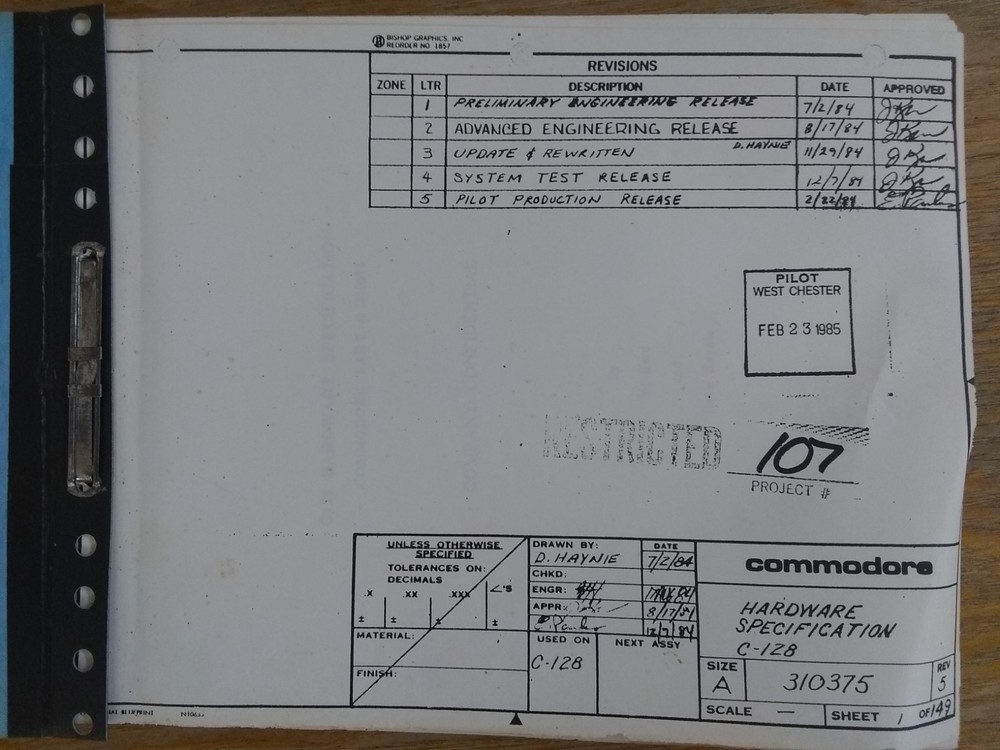 BISHOP GRAPHICS, INC
REORDER NO. 1857
REVISIONS
ZONE LTR DESCRIPTION DATE APPROVED
1 PRELIMINARY ENGINEERING RELEASE 7/2/84
2 ADVANCED ENGINEERING RELEASE 8/17/84
3 UPDATE & REWRITTEN D. HAYNIE 11/29/84
4 SYSTEM TEST RELEASE 12/7/84
5 PILOT PRODUCTION RELEASE
PILOT
WEST CHESTER
FEB 23 1985
RESTRICTED
107
PROJECT #
UNLESS OTHERWISE
SPECIFIED
TOLERANCES ON:
DECIMALS
.X .XX .XXX ∠'S
± ± ± ±
MATERIAL:
FINISH:
DRAWN BY: DATE
D. HAYNIE 7/2/84
CHKD:
ENGR:
APPR: 8/17/84
12/7/84
USED ON NEXT ASSY
C-128
commodore
HARDWARE
SPECIFICATION
C-128
SIZE REV
A 310375 5
SCALE — SHEET 1 OF 149